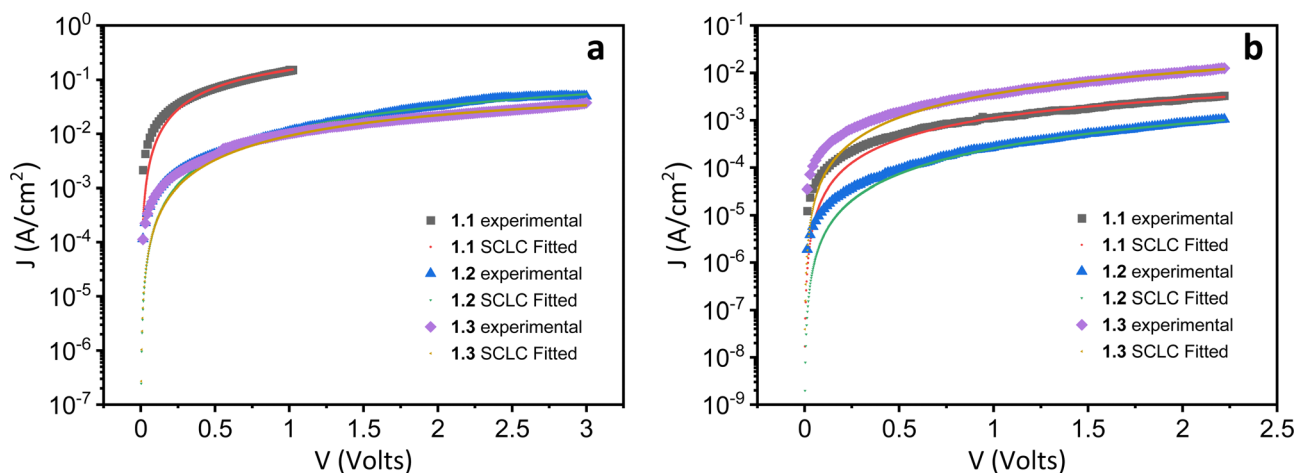 a
J (A/cm²)
10⁰
10⁻¹
10⁻²
10⁻³
10⁻⁴
10⁻⁵
10⁻⁶
10⁻⁷
1.1 experimental
1.1 SCLC Fitted
1.2 experimental
1.2 SCLC Fitted
1.3 experimental
1.3 SCLC Fitted
0 0.5 1 1.5 2 2.5 3
V (Volts)
b
J (A/cm²)
10⁻¹
10⁻²
10⁻³
10⁻⁴
10⁻⁵
10⁻⁶
10⁻⁷
10⁻⁸
10⁻⁹
1.1 experimental
1.1 SCLC Fitted
1.2 experimental
1.2 SCLC Fitted
1.3 experimental
1.3 SCLC Fitted
0 0.5 1 1.5 2 2.5
V (Volts)